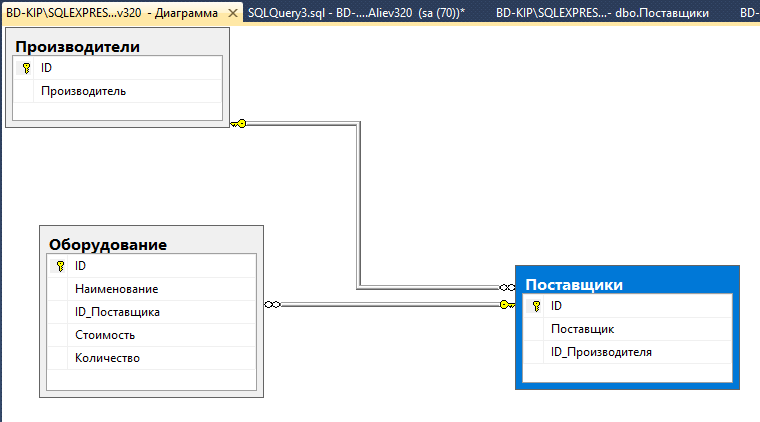 BD-KIP\SQLEXPRES...v320 - Диаграмма
SQLQuery3.sql - BD-....Aliev320 (sa (70))*
BD-KIP\SQLEXPRES...- dbo.Поставщики
BD-
Производители
ID
Производитель
Оборудование
ID
Наименование
ID_Поставщика
Стоимость
Количество
Поставщики
ID
Поставщик
ID_Производителя